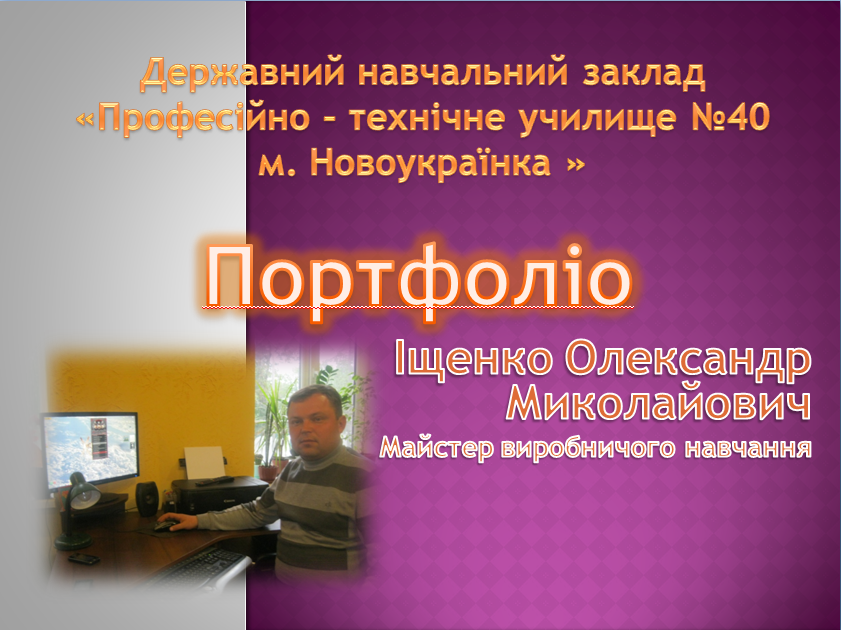 Державний навчальний заклад
«Професійно – технічне училище №40
м. Новоукраїнка »
Портфоліо
Іщенко Олександр
Миколайович
Майстер виробничого навчання